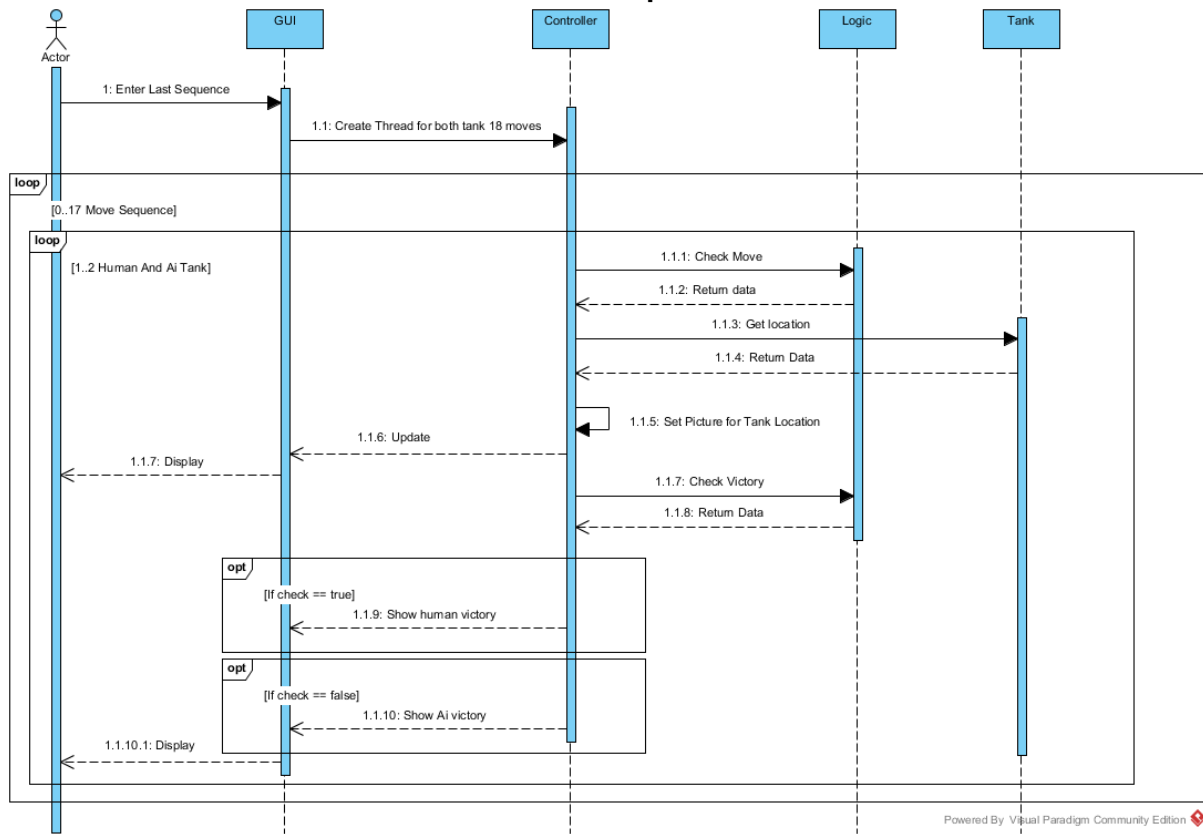 GUI
Controller
Logic
Tank
Actor
1: Enter Last Sequence
1.1: Create Thread for both tank 18 moves
loop
[0..17 Move Sequence]
loop
[1..2 Human And Ai Tank]
1.1.1: Check Move
1.1.2: Return data
1.1.3: Get location
1.1.4: Return Data
1.1.5: Set Picture for Tank Location
1.1.6: Update
1.1.7: Display
1.1.7: Check Victory
1.1.8: Return Data
opt
[If check == true]
1.1.9: Show human victory
opt
[If check == false]
1.1.10: Show Ai victory
1.1.10.1: Display
Powered By Visual Paradigm Community Edition